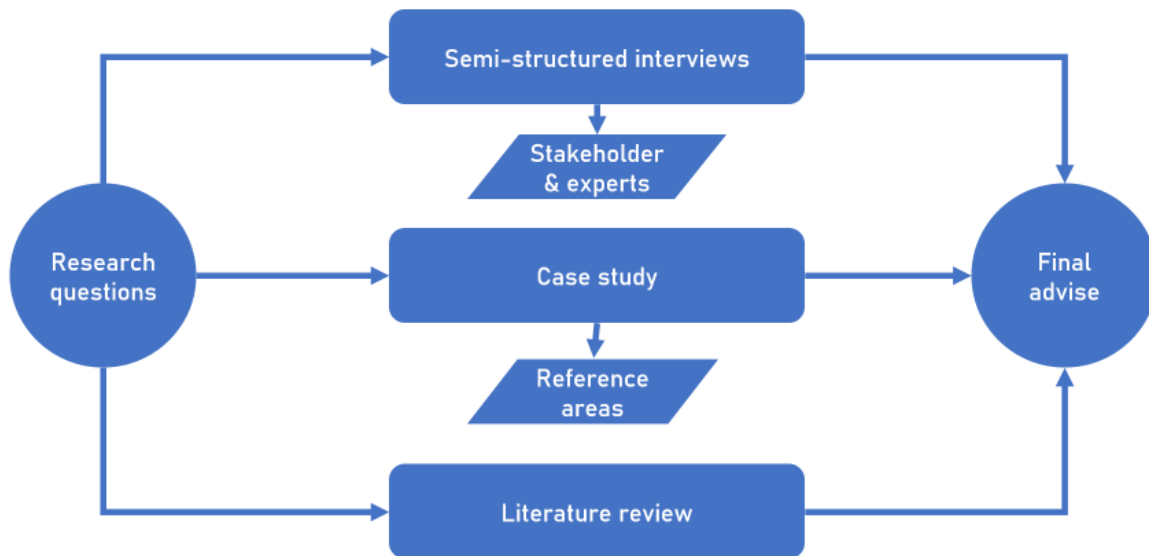 Semi-structured interviews
Stakeholder
& experts
Research
questions
Case study
Final
advise
Reference
areas
Literature review